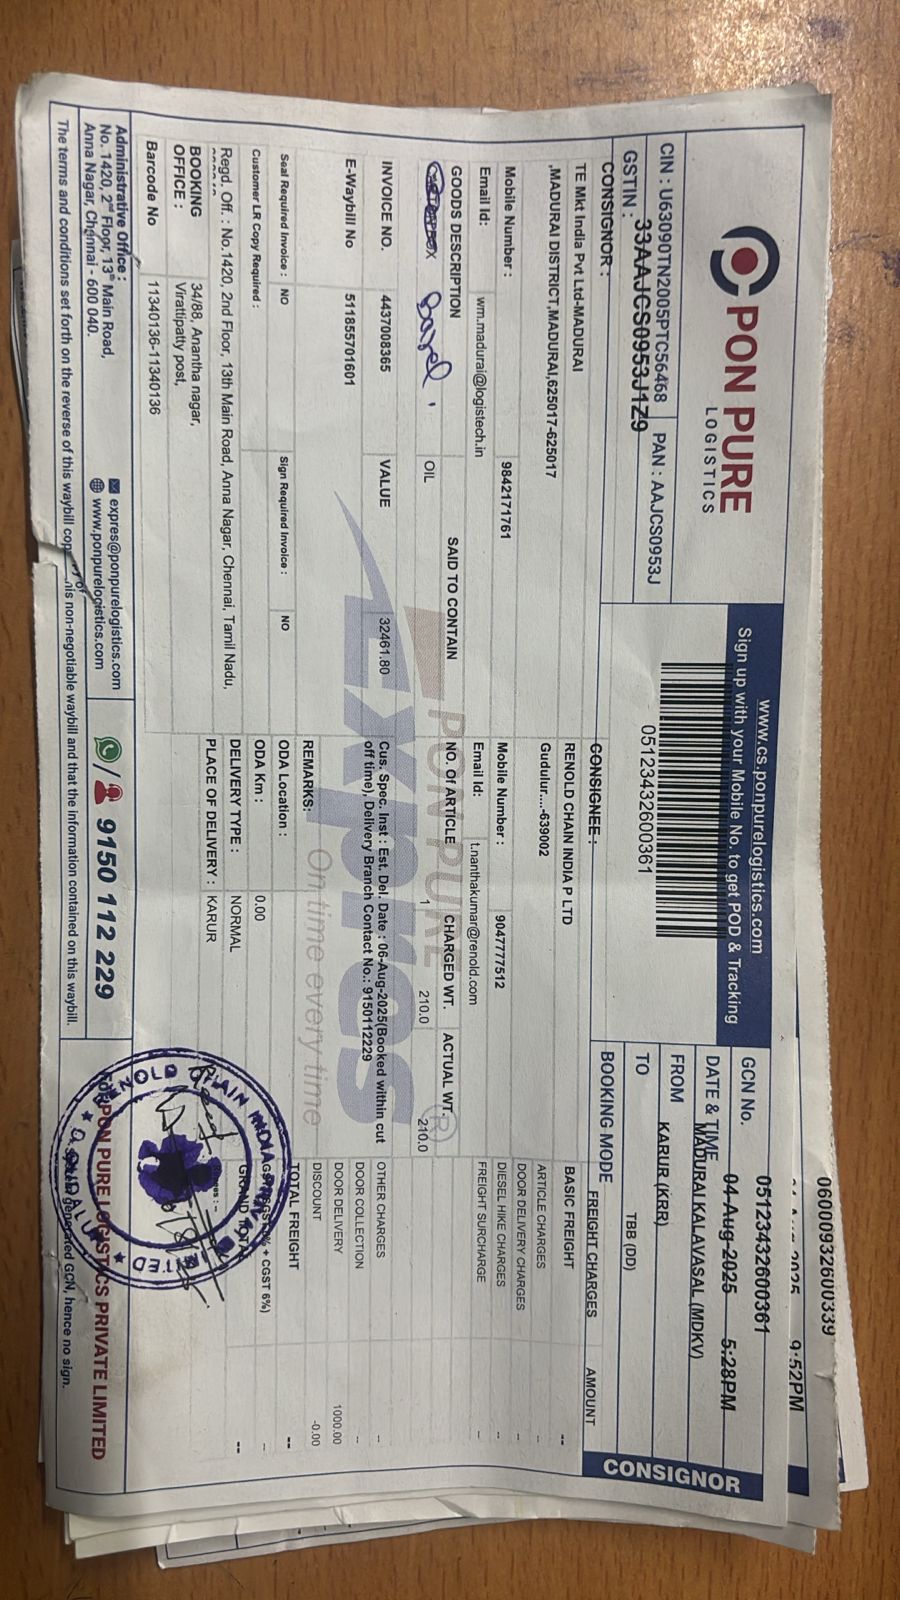 PON PURE
LOGISTICS
CIN : U63090TN2005PTC56468 PAN : AAJCS0953J
GSTIN : 33AAJCS0953J1Z9
www.cs.ponpurelogistics.com
Sign up with your Mobile No. to get POD & Tracking
0512343260​0361
GCN No. 05123432600361
DATE & TIME 04-Aug-2025 5:28PM
FROM MADURAI KALAVASAL (MDKV)
TO KARUR (KRR)
BOOKING MODE TBB (DD)
CONSIGNOR
CONSIGNOR :
TE Mkt India Pvt Ltd-MADURAI
,MADURAI DISTRICT,MADURAI,625017-625017
Mobile Number : 9842171761
Email Id: wm.madurai@logistech.in
CONSIGNEE :
RENOLD CHAIN INDIA P LTD
Gudulur....-639002
Mobile Number : 9047777512
Email Id: t.nanthakumar@renold.com
FREIGHT CHARGES AMOUNT
BASIC FREIGHT --
ARTICLE CHARGES --
DOOR DELIVERY CHARGES --
DIESEL HIKE CHARGES --
FREIGHT SURCHARGE --
GOODS DESCRIPTION SAID TO CONTAIN NO. Of ARTICLE CHARGED WT. ACTUAL WT.
Barel. OIL 1 210.0 210.0
INVOICE NO. 4437008365 VALUE 32461.80
E-Waybill No 511855701601
Cus. Spec. Inst : Est. Del. Date : 06-Aug-2025(Booked within cut
off time), Delivery Branch Contact No.: 9150112229
OTHER CHARGES --
DOOR COLLECTION --
DOOR DELIVERY 1000.00
DISCOUNT -0.00
TOTAL FREIGHT --
+ CGST 6%) --
GRAND TOTAL --
PON PURE
Expres
On time every time
REMARKS:
Seal Required Invoice : NO Sign Required Invoice : NO
ODA Location :
Customer LR Copy Required :
ODA Km : 0.00
Regd. Off. : No.1420, 2nd Floor, 13th Main Road, Anna Nagar, Chennai, Tamil Nadu,
DELIVERY TYPE : NORMAL
BOOKING OFFICE : 34/88, Anantha nagar,
Virattipatty post,
PLACE OF DELIVERY : KARUR
Barcode No 11340136-11340136
Administrative Office :
No. 1420, 2nd Floor, 13th Main Road,
Anna Nagar, Chennai - 600 040.
expres@ponpurelogistics.com
www.ponpurelogistics.com
9150 112 229
PON PURE LOGISTICS PRIVATE LIMITED
generated GCN, hence no sign.
The terms and conditions set forth on the reverse of this waybill copy of this non-negotiable waybill and that the information contained on this waybill.
RENOLD CHAIN INDIA
06000932600339
9:52PM